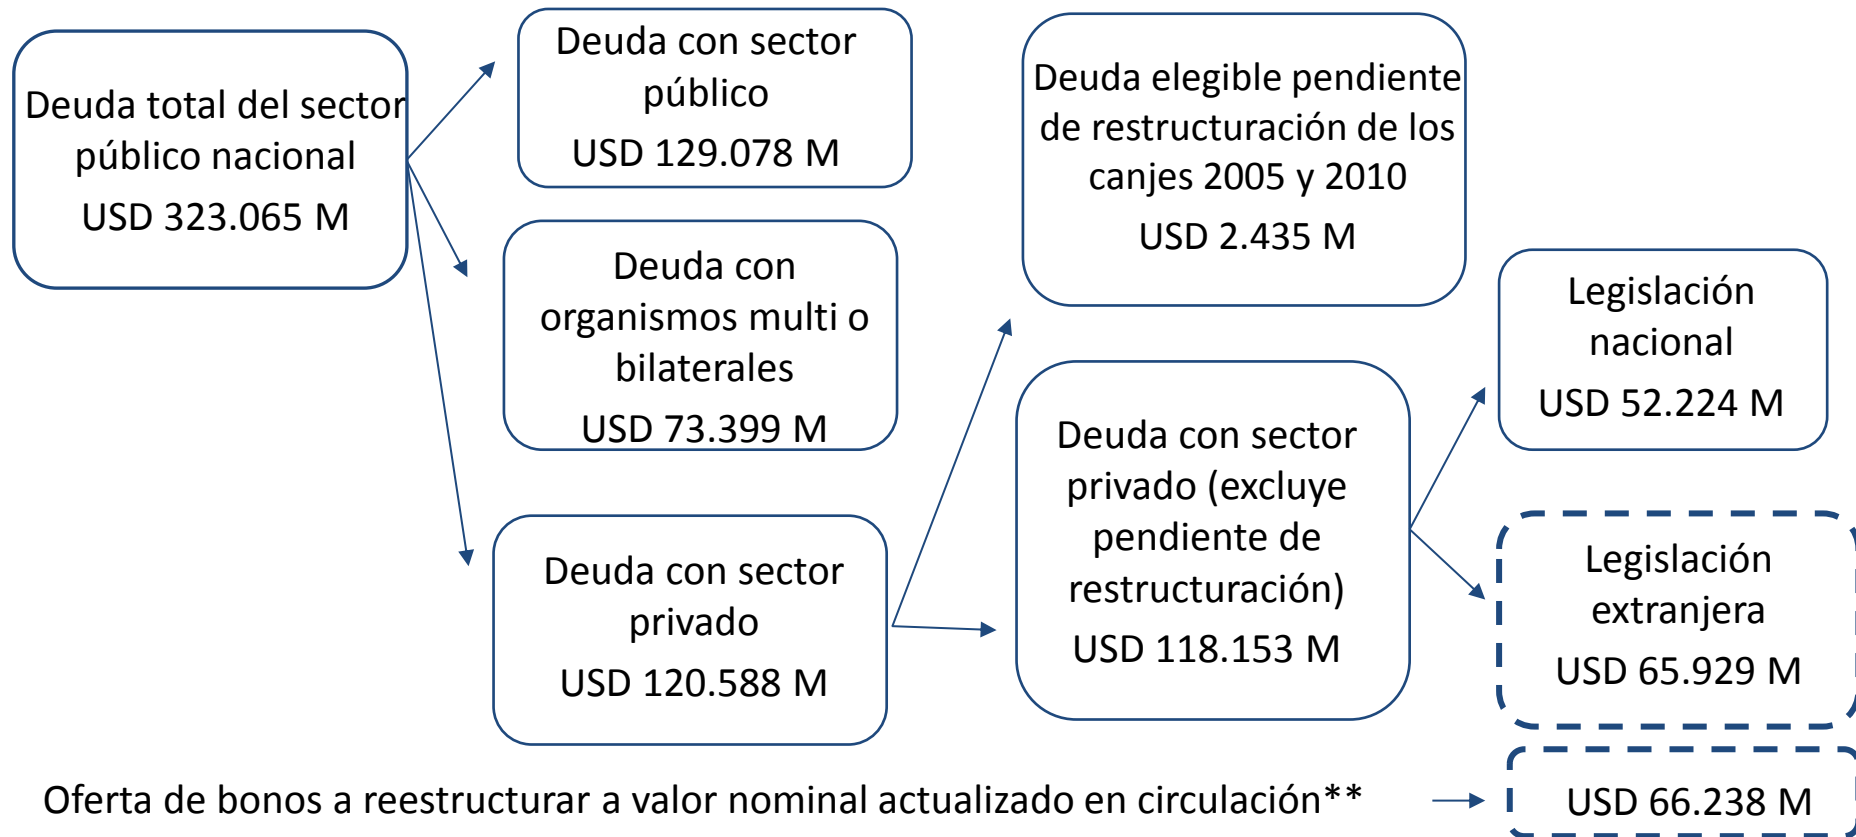 Deuda total del sector
público nacional
USD 323.065 M
Deuda con sector
público
USD 129.078 M
Deuda con
organismos multi o
bilaterales
USD 73.399 M
Deuda con sector
privado
USD 120.588 M
Deuda elegible pendiente
de restructuración de los
canjes 2005 y 2010
USD 2.435 M
Deuda con sector
privado (excluye
pendiente de
restructuración)
USD 118.153 M
Legislación
nacional
USD 52.224 M
Legislación
extranjera
USD 65.929 M
Oferta de bonos a reestructurar a valor nominal actualizado en circulación**
USD 66.238 M